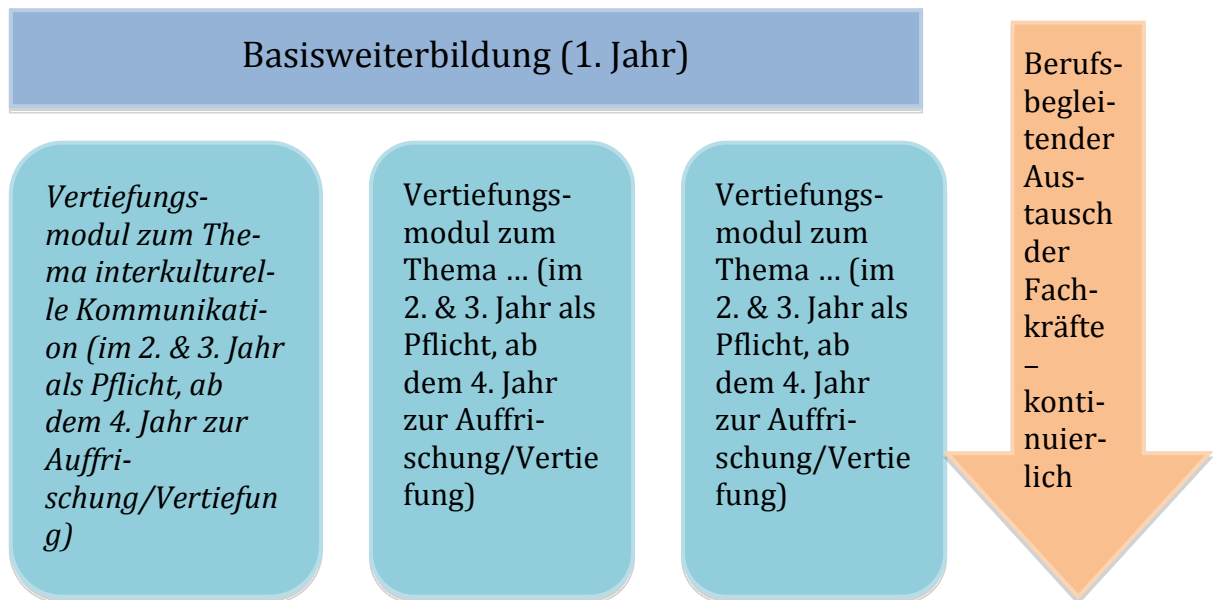 Basisweiterbildung (1. Jahr)
Vertiefungs-
modul zum The-
ma interkulturel-
le Kommunikati-
on (im 2. & 3. Jahr
als Pflicht, ab
dem 4. Jahr zur
Auffri-
schung/Vertiefun
g)
Vertiefungs-
modul zum
Thema … (im
2. & 3. Jahr als
Pflicht, ab
dem 4. Jahr
zur Auffri-
schung/Vertie
fung)
Vertiefungs-
modul zum
Thema … (im
2. & 3. Jahr als
Pflicht, ab
dem 4. Jahr
zur Auffri-
schung/Vertie
fung)
Berufs-
beglei-
tender
Aus-
tausch
der
Fach-
kräfte
–
konti-
nuier-
lich